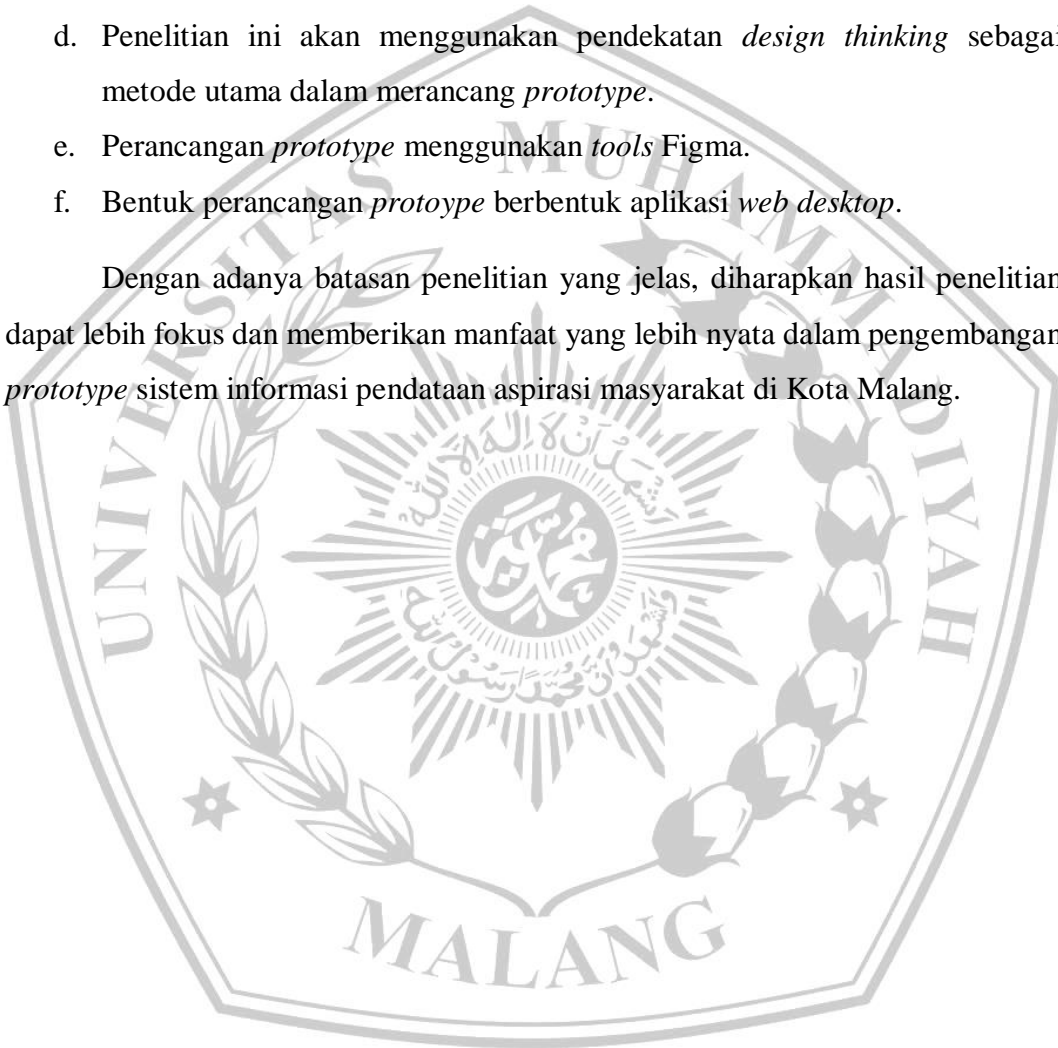 d. Penelitian ini akan menggunakan pendekatan design thinking sebagai
metode utama dalam merancang prototype.
e. Perancangan prototype menggunakan tools Figma.
f. Bentuk perancangan protoype berbentuk aplikasi web desktop.
Dengan adanya batasan penelitian yang jelas, diharapkan hasil penelitian
dapat lebih fokus dan memberikan manfaat yang lebih nyata dalam pengembangan
prototype sistem informasi pendataan aspirasi masyarakat di Kota Malang.
UNIVERSITAS MUHAMMADIYAH
MALANG